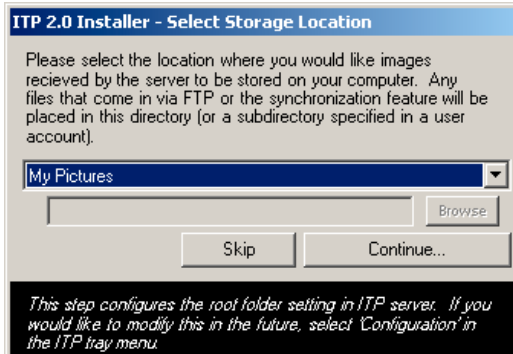 ITP 2.0 Installer - Select Storage Location
Please select the location where you would like images
recieved by the server to be stored on your computer. Any
files that come in via FTP or the synchronization feature will be
placed in this directory (or a subdirectory specified in a user
account).
My Pictures
Browse
Skip
Continue...
This step configures the root folder setting in ITP server. If you
would like to modify this in the future, select 'Configuration' in
the ITP tray menu.